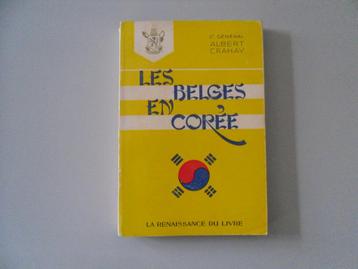 Lt GÉNÉRAL
ALBERT
CRAHAY
LES
BELGES
EN
CORÉE
LA RENAISSANCE DU LIVRE